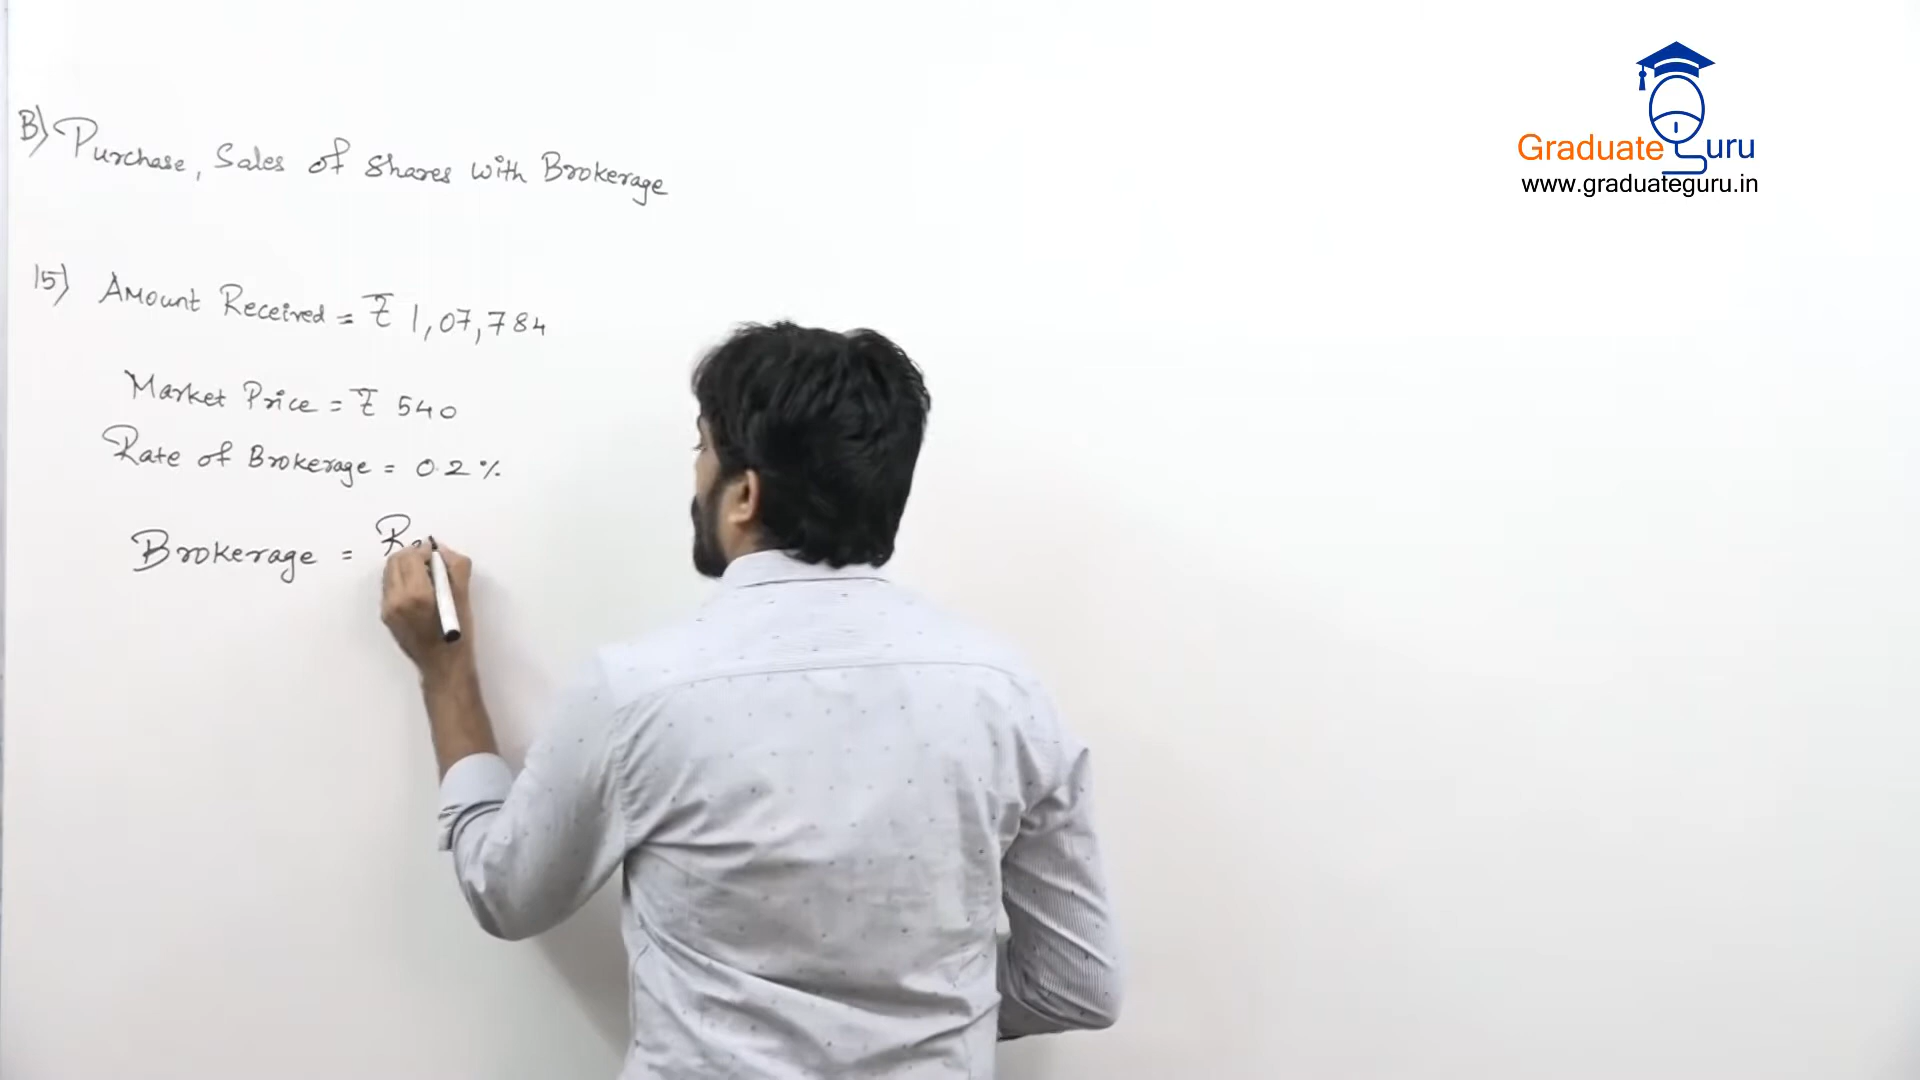 B) Purchase, Sales of Shares with Brokerage
15) Amount Received = ₹ 1,07,784
Market Price = ₹ 540
Rate of Brokerage = 0.2%
Brokerage = Ra
Graduate Guru
www.graduateguru.in